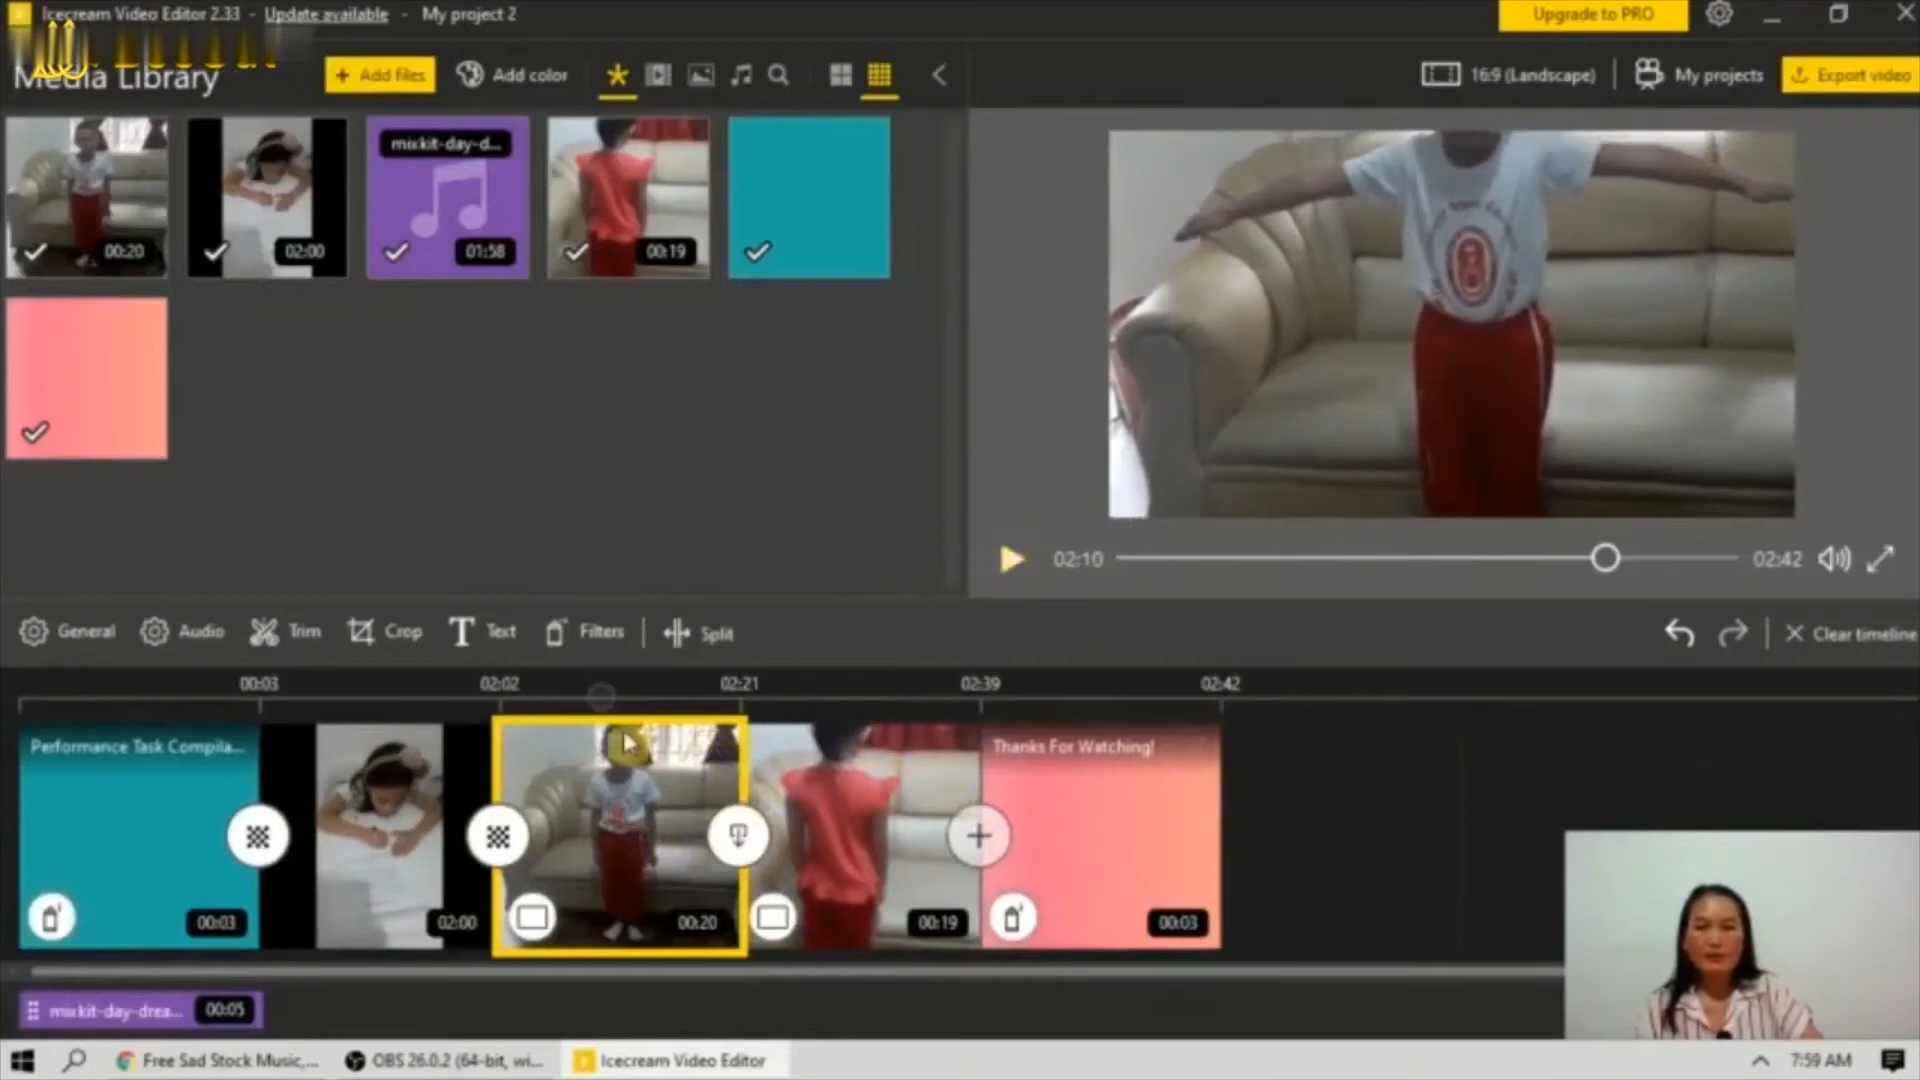 Icecream Video Editor 2.33 - Update available - My project 2
Upgrade to PRO
Media Library
+ Add files
Add color
16:9 (Landscape)
My projects
Export video
mixkit-day-d...
00:20
02:00
01:58
00:19
02:10
02:42
General
Audio
Trim
Crop
Text
Filters
Split
Clear timeline
00:03
02:02
02:21
02:39
02:42
Performance Task Compila...
Thanks For Watching!
00:03
02:00
00:20
00:19
00:03
mixkit-day-drea...
00:05
Free Sad Stock Music,...
OBS 26.0.2 (64-bit, wi...
Icecream Video Editor
7:59 AM